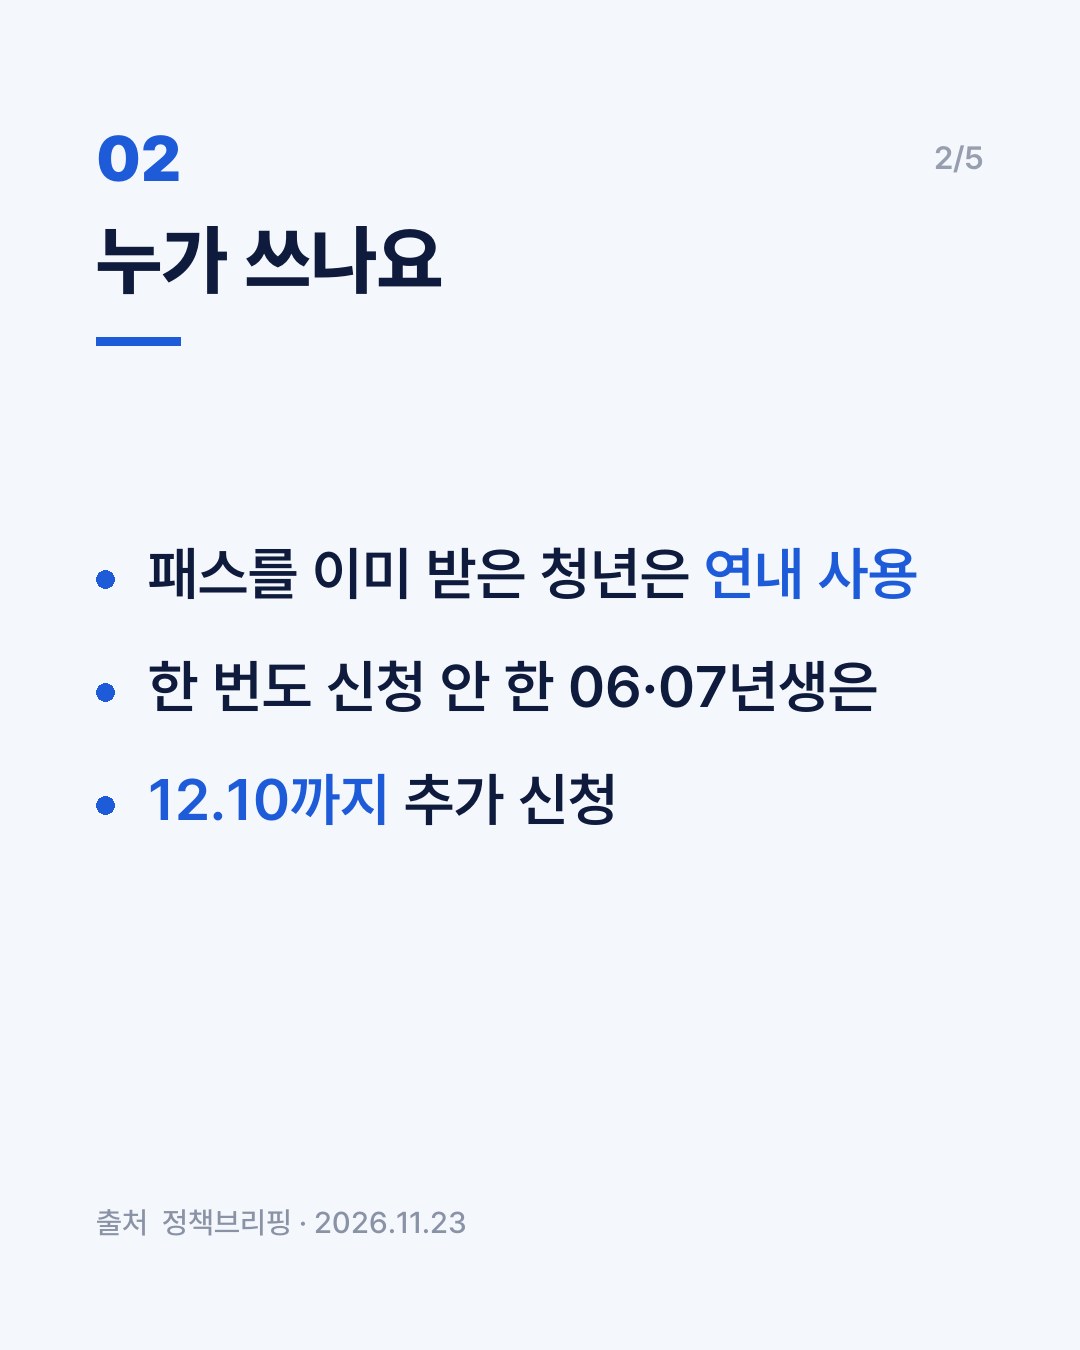 02
2/5
누가 쓰나요
• 패스를 이미 받은 청년은 연내 사용
• 한 번도 신청 안 한 06·07년생은
• 12.10까지 추가 신청
출처 정책브리핑 · 2026.11.23